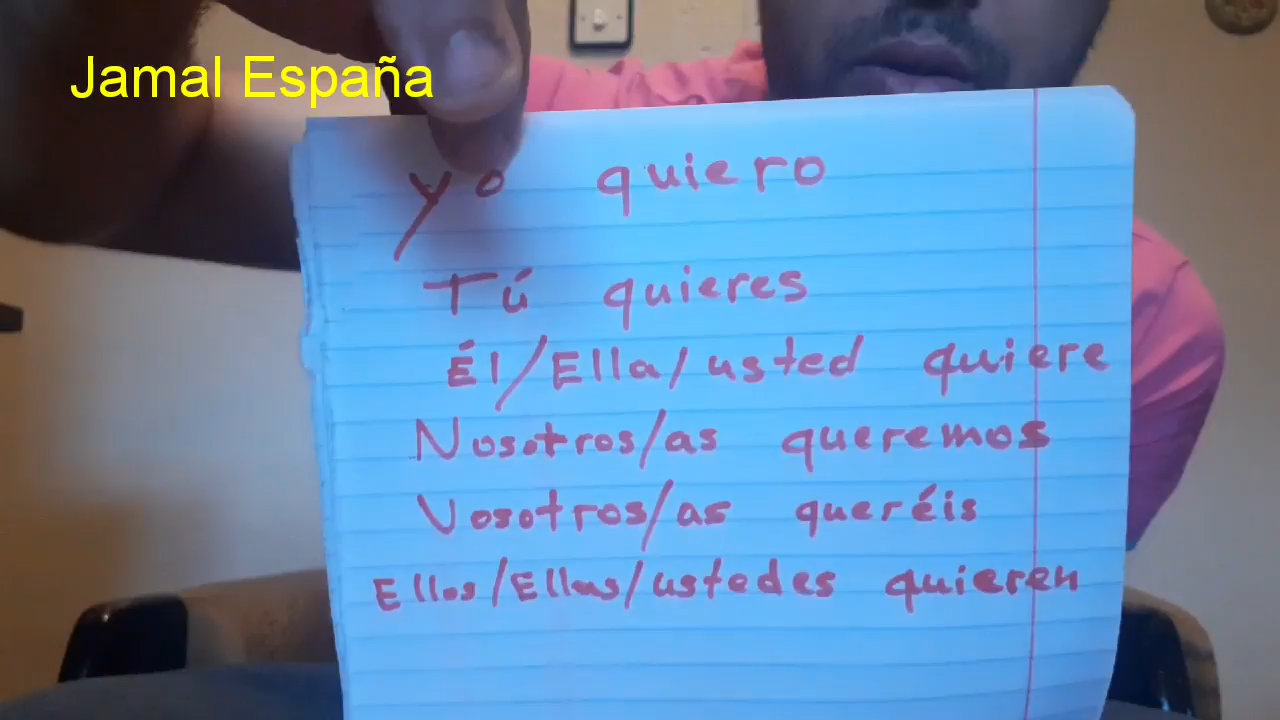 Jamal España
yo quiero
Tú quieres
Él/Ella/usted quiere
Nosotros/as queremos
Vosotros/as queréis
Ellos/Ellas/ustedes quieren